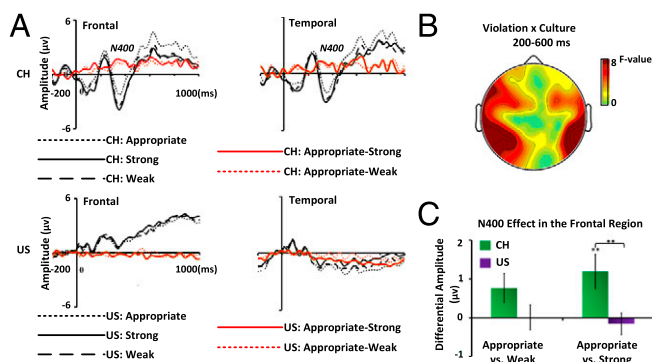 A
Frontal
Temporal
6
N400
N400
CH
Amplitude (μv)
-200
0
1000(ms)
-6
CH: Appropriate
CH: Strong
CH: Weak
CH: Appropriate-Strong
CH: Appropriate-Weak
Frontal
Temporal
6
US
Amplitude (μv)
-200
0
1000(ms)
-6
US: Appropriate
US: Strong
US: Weak
US: Appropriate-Strong
US: Appropriate-Weak
B
Violation x Culture
200-600 ms
8
F-value
0
C
N400 Effect in the Frontal Region
2
CH
US
**
**
1
0
-1
Differential Amplitude
(μv)
Appropriate
vs. Weak
Appropriate
vs. Strong